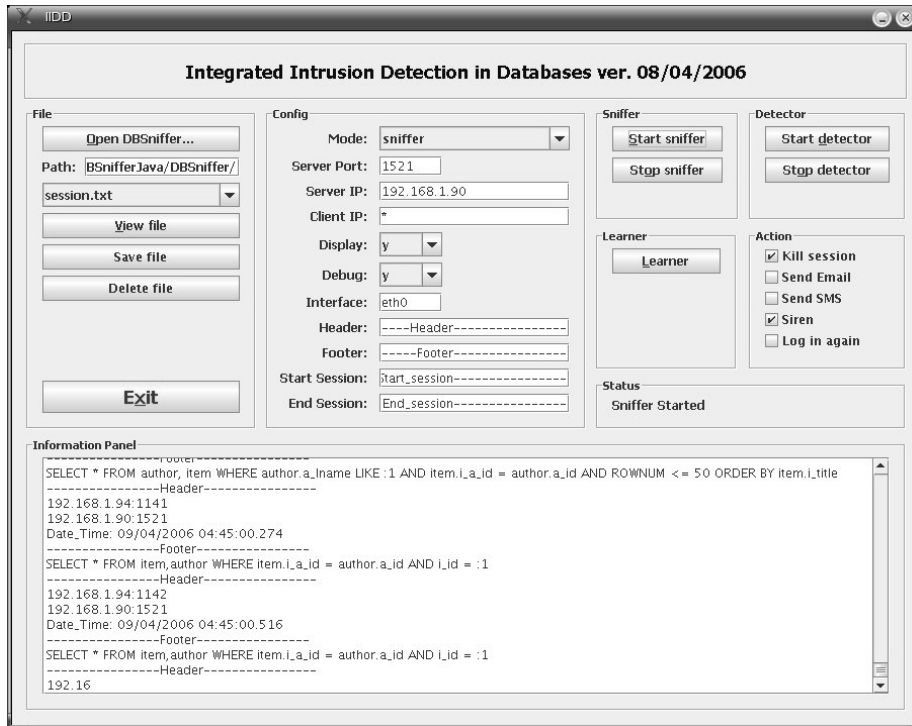 IIDD
Integrated Intrusion Detection in Databases ver. 08/04/2006
File
Open DBSniffer...
Path: BSnifferJava/DBSniffer/
session.txt
View file
Save file
Delete file
Exit
Config
Mode: sniffer
Server Port: 1521
Server IP: 192.168.1.90
Client IP: *
Display: y
Debug: y
Interface: eth0
Header: ----Header----------------
Footer: -----Footer----------------
Start Session: Start_session----------------
End Session: End_session----------------
Sniffer
Start sniffer
Stop sniffer
Detector
Start detector
Stop detector
Learner
Learner
Action
Kill session
Send Email
Send SMS
Siren
Log in again
Status
Sniffer Started
Information Panel
----------------Footer----------------
SELECT * FROM author, item WHERE author.a_lname LIKE :1 AND item.i_a_id = author.a_id AND ROWNUM <= 50 ORDER BY item.i_title
----------------Header----------------
192.168.1.94:1141
192.168.1.90:1521
Date_Time: 09/04/2006 04:45:00.274
----------------Footer----------------
SELECT * FROM item,author WHERE item.i_a_id = author.a_id AND i_id = :1
----------------Header----------------
192.168.1.94:1142
192.168.1.90:1521
Date_Time: 09/04/2006 04:45:00.516
----------------Footer----------------
SELECT * FROM item,author WHERE item.i_a_id = author.a_id AND i_id = :1
----------------Header----------------
192.16